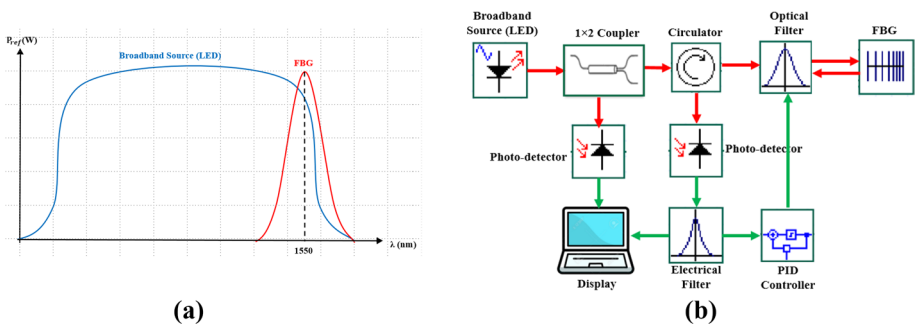 P_ref(W)
Broadband Source (LED)
FBG
1550
λ (nm)
(a)
Broadband
Source (LED)
1×2 Coupler
Circulator
Optical
Filter
FBG
Photo-detector
Photo-detector
Display
Electrical
Filter
PID
Controller
(b)